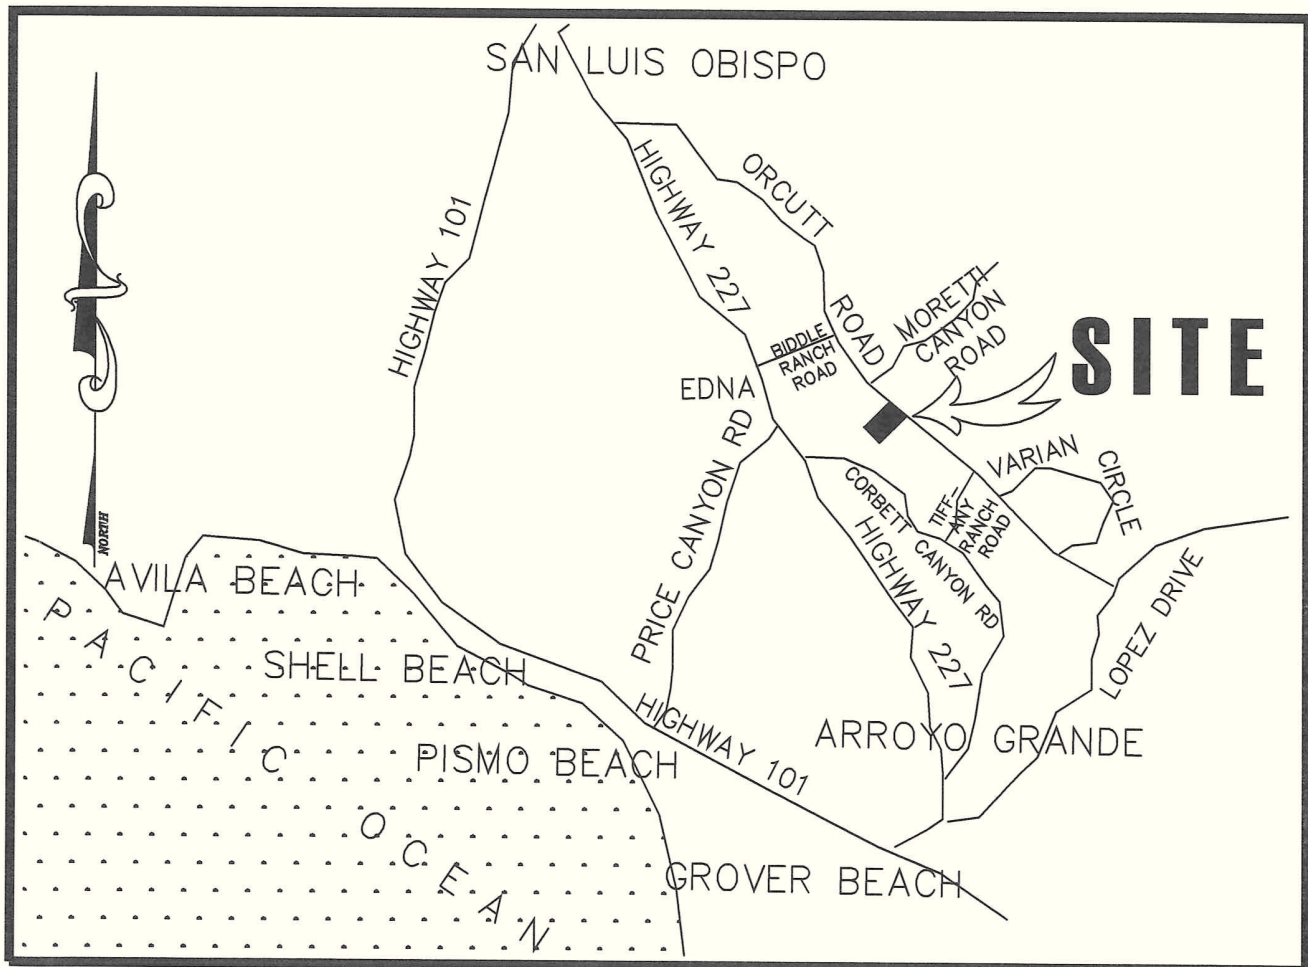 SAN LUIS OBISPO
HIGHWAY 101
HIGHWAY 227
ORCUTT
ROAD
MORETTI
CANYON
ROAD
BIDDLE
RANCH
ROAD
SITE
EDNA
PRICE CANYON RD
VARIAN
CIRCLE
CORBETT
CANYON RD
TIFF-
ANY
RANCH
ROAD
HIGHWAY 227
LOPEZ DRIVE
NORTH
AVILA BEACH
PACIFIC
OCEAN
SHELL BEACH
HIGHWAY 101
PISMO BEACH
ARROYO GRANDE
GROVER BEACH